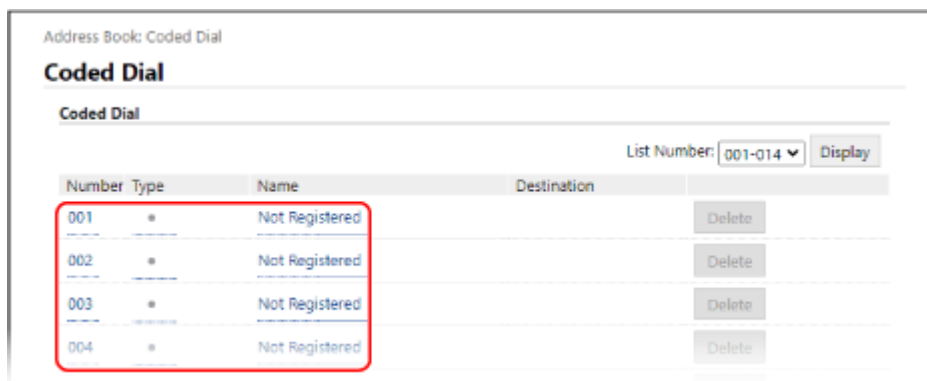 Address Book: Coded Dial
Coded Dial
Coded Dial
List Number: 001-014 Display
Number Type Name Destination
001 Not Registered Delete
002 Not Registered Delete
003 Not Registered Delete
004 Not Registered Delete